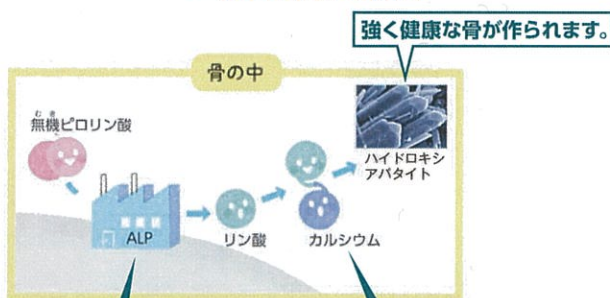 強く健康な骨が作られます。
骨の中
むき
無機ピロリン酸
ハイドロキシ
アパタイト
ALP
リン酸
カルシウム